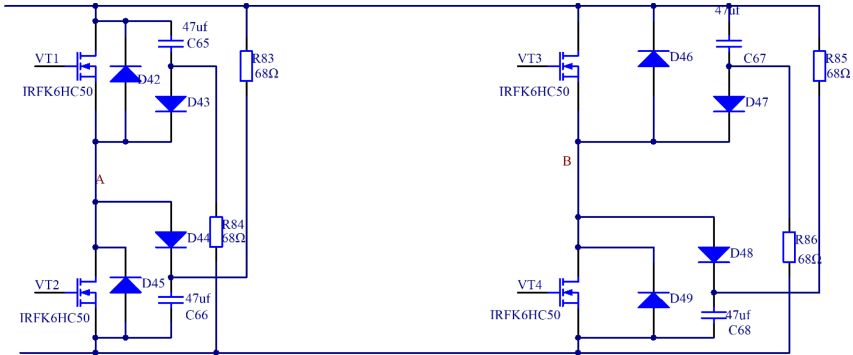 47uf
C65
VT1
D42
R83
68Ω
IRFK6HC50
D43
A
R84
68Ω
D44
VT2
D45
47uf
C66
IRFK6HC50
47uf
VT3
D46
C67
R85
68Ω
IRFK6HC50
D47
B
R86
68Ω
D48
VT4
D49
47uf
C68
IRFK6HC50